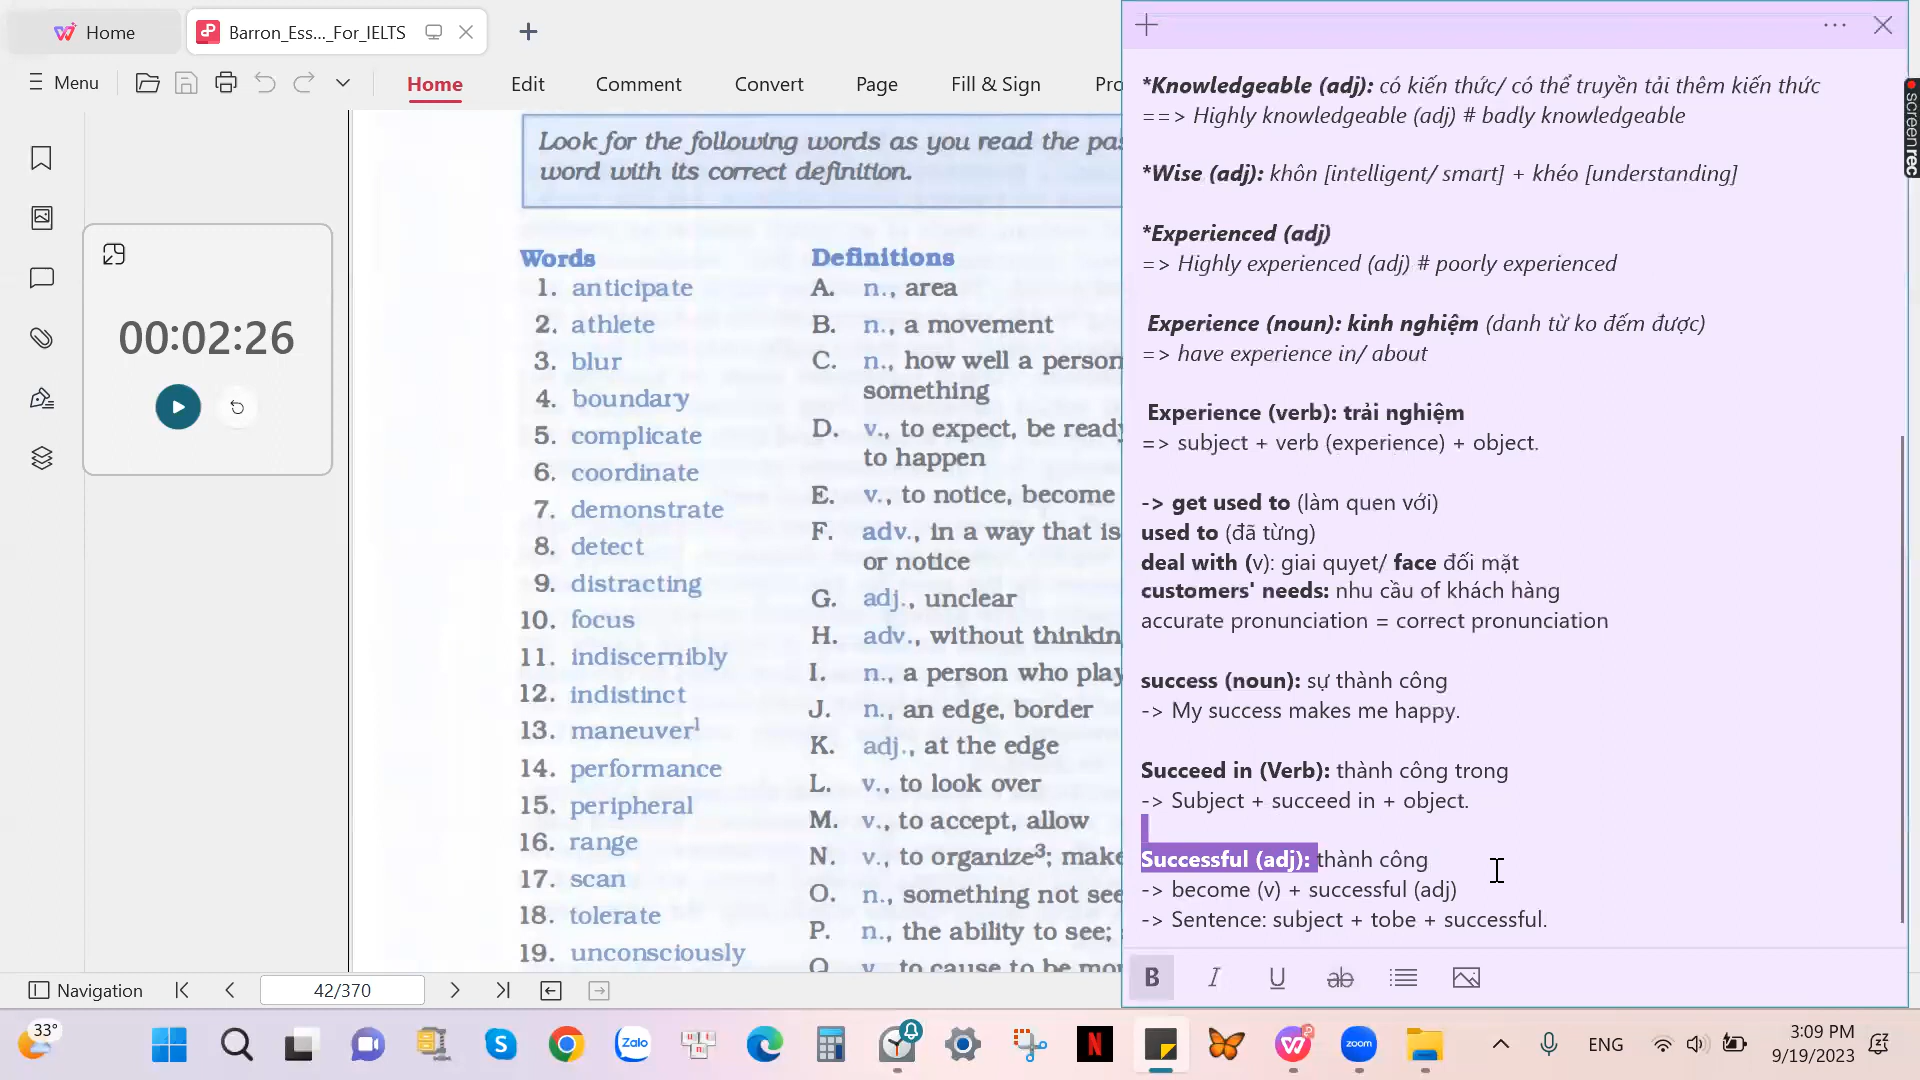 Home
Barron_Ess..._For_IELTS
Menu
Home
Edit
Comment
Convert
Page
Fill & Sign
Pro
00:02:26
Look for the following words as you read the pas
word with its correct definition.
Words
1. anticipate
2. athlete
3. blur
4. boundary
5. complicate
6. coordinate
7. demonstrate
8. detect
9. distracting
10. focus
11. indiscernibly
12. indistinct
13. maneuver¹
14. performance
15. peripheral
16. range
17. scan
18. tolerate
19. unconsciously
Definitions
A. n., area
B. n., a movement
C. n., how well a person
something
D. v., to expect, be ready
to happen
E. v., to notice, become
F. adv., in a way that is
or notice
G. adj., unclear
H. adv., without thinkin
I. n., a person who play
J. n., an edge, border
K. adj., at the edge
L. v., to look over
M. v., to accept, allow
N. v., to organize³; make
O. n., something not see
P. n., the ability to see;
Q. v., to cause to be mo
*Knowledgeable (adj): có kiến thức/ có thể truyền tải thêm kiến thức
==> Highly knowledgeable (adj) # badly knowledgeable
*Wise (adj): khôn [intelligent/ smart] + khéo [understanding]
*Experienced (adj)
=> Highly experienced (adj) # poorly experienced
Experience (noun): kinh nghiệm (danh từ ko đếm được)
=> have experience in/ about
Experience (verb): trải nghiệm
=> subject + verb (experience) + object.
-> get used to (làm quen với)
used to (đã từng)
deal with (v): giai quyet/ face đối mặt
customers' needs: nhu cầu of khách hàng
accurate pronunciation = correct pronunciation
success (noun): sự thành công
-> My success makes me happy.
Succeed in (Verb): thành công trong
-> Subject + succeed in + object.
Successful (adj): thành công
-> become (v) + successful (adj)
-> Sentence: subject + tobe + successful.
B I U ab
screenrec
Navigation
42/370
33°
S
Zalo
N
zoom
ENG
3:09 PM
9/19/2023